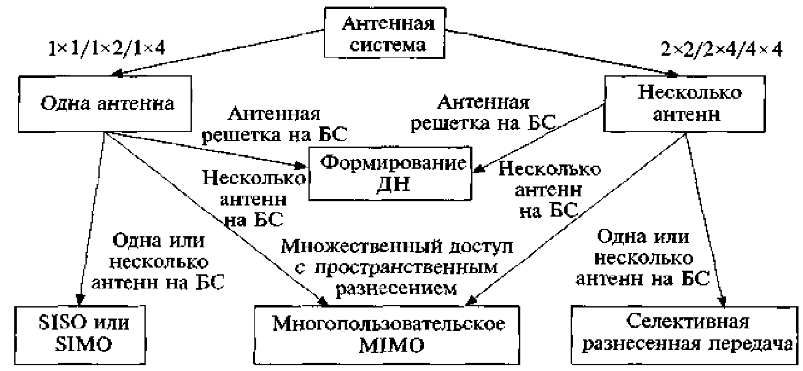 Антенная
система
1×1/1×2/1×4
2×2/2×4/4×4
Одна антенна
Несколько
антенн
Антенная
решетка на БС
Антенная
решетка на БС
Формирование
ДН
Несколько
антенн
на БС
Несколько
антенн
на БС
Одна или
несколько
антенн на БС
Множественный доступ
с пространственным
разнесением
Одна или
несколько
антенн на БС
SISO или
SIMO
Многопользовательское
MIMO
Селективная
разнесенная передача